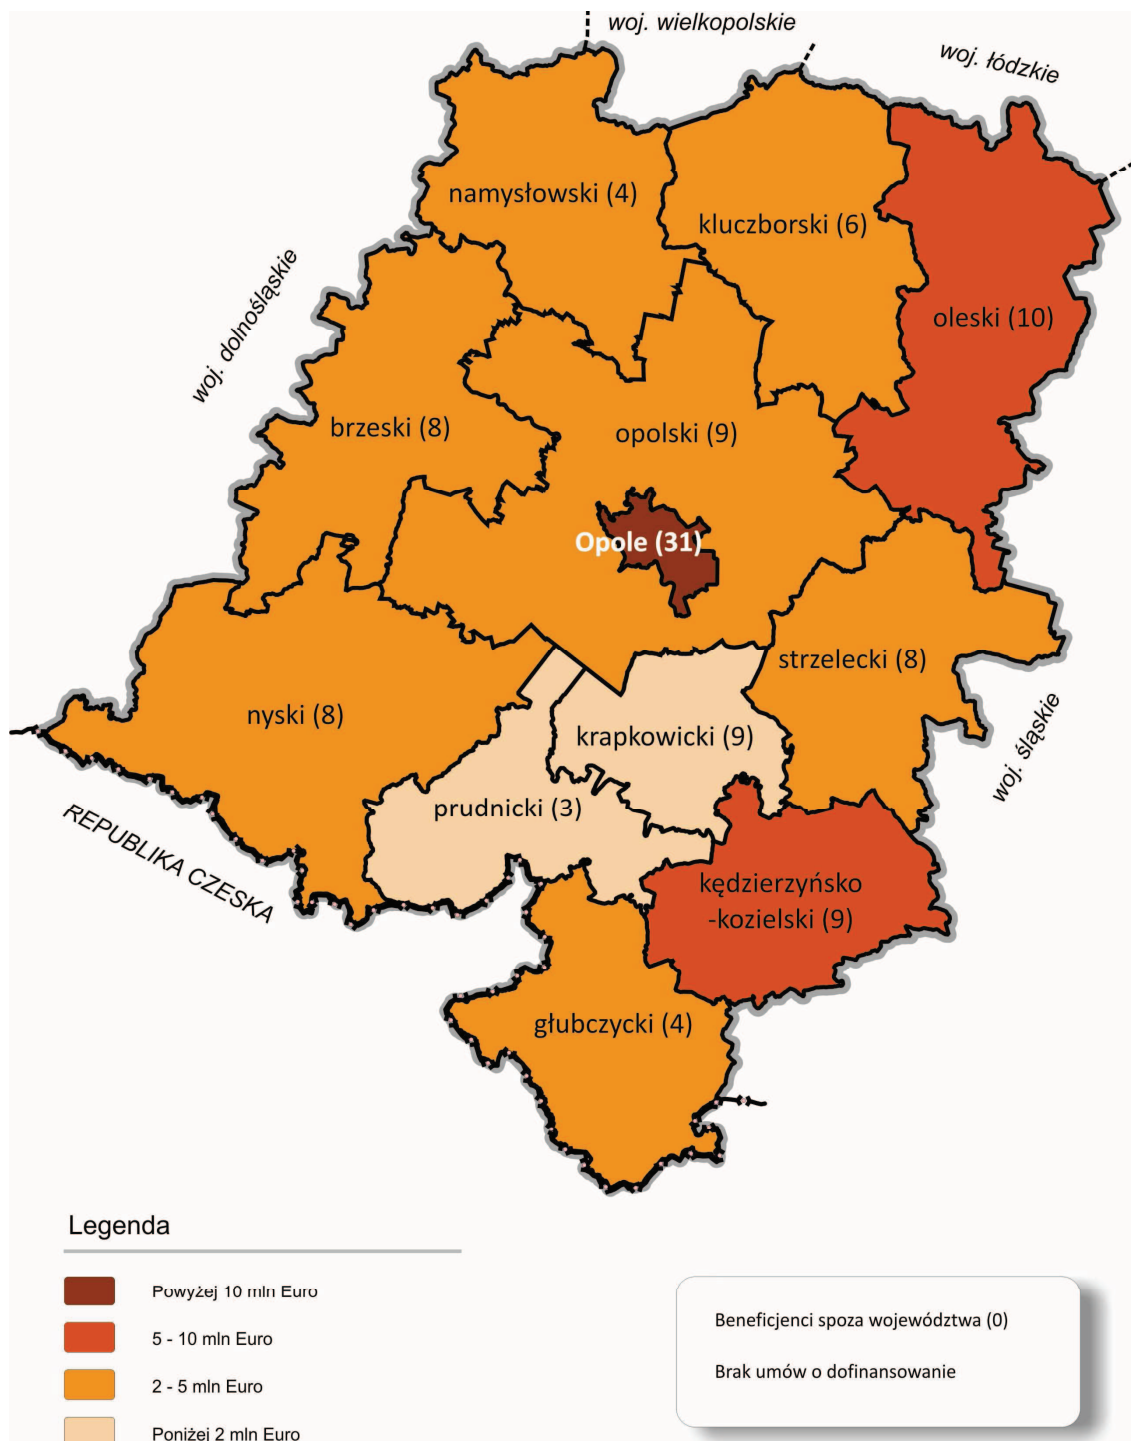 woj. wielkopolskie
woj. łódzkie
namysłowski (4)
kluczborski (6)
woj. dolnośląskie
oleski (10)
brzeski (8)
opolski (9)
Opole (31)
strzelecki (8)
nyski (8)
krapkowicki (9)
woj. śląskie
prudnicki (3)
REPUBLIKA CZESKA
kędzierzyńsko
-kozielski (9)
głubczycki (4)
Legenda
Powyżej 10 mln Euro
5 - 10 mln Euro
2 - 5 mln Euro
Poniżej 2 mln Euro
Beneficjenci spoza województwa (0)
Brak umów o dofinansowanie